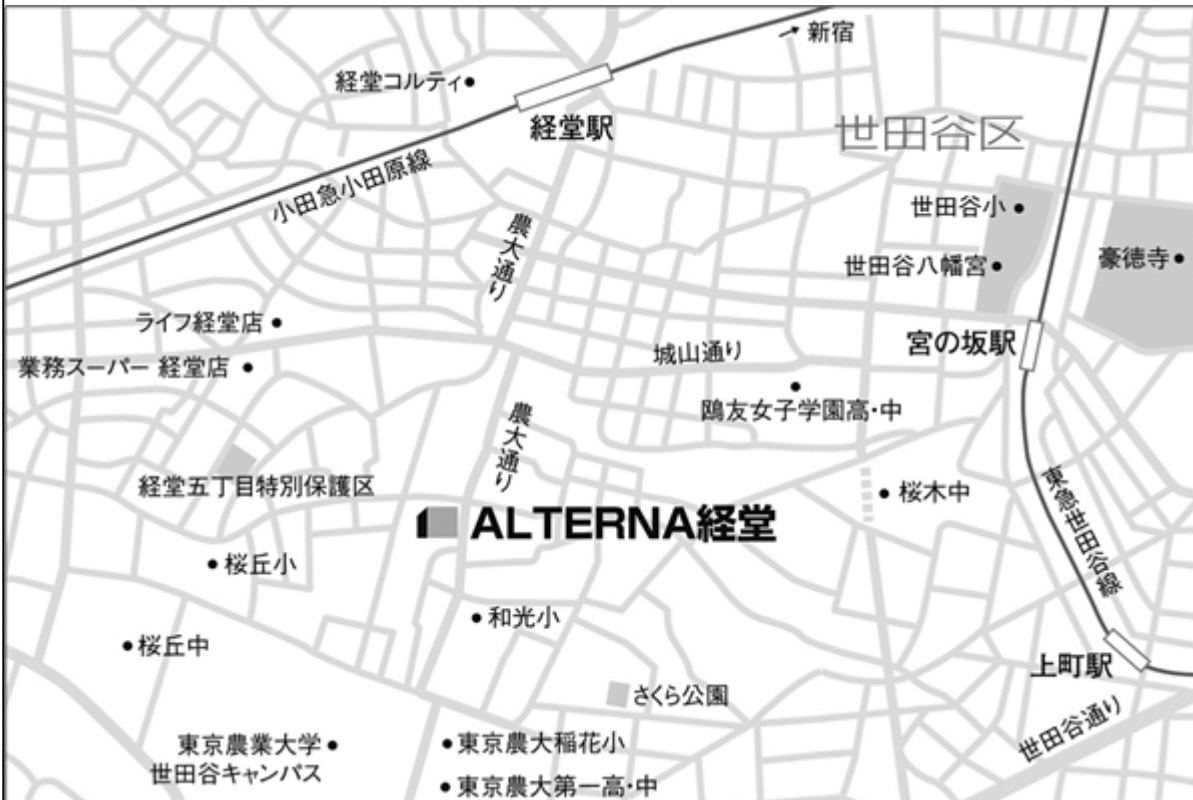 新宿
経堂コルティ
経堂駅
世田谷区
小田急小田原線
世田谷小
農大通り
世田谷八幡宮
豪徳寺
ライフ経堂店
宮の坂駅
城山通り
業務スーパー 経堂店
鴎友女子学園高・中
農大通り
経堂五丁目特別保護区
桜木中
ALTERNA経堂
東急世田谷線
桜丘小
和光小
桜丘中
上町駅
さくら公園
世田谷通り
東京農業大学
世田谷キャンパス
東京農大稲花小
東京農大第一高・中